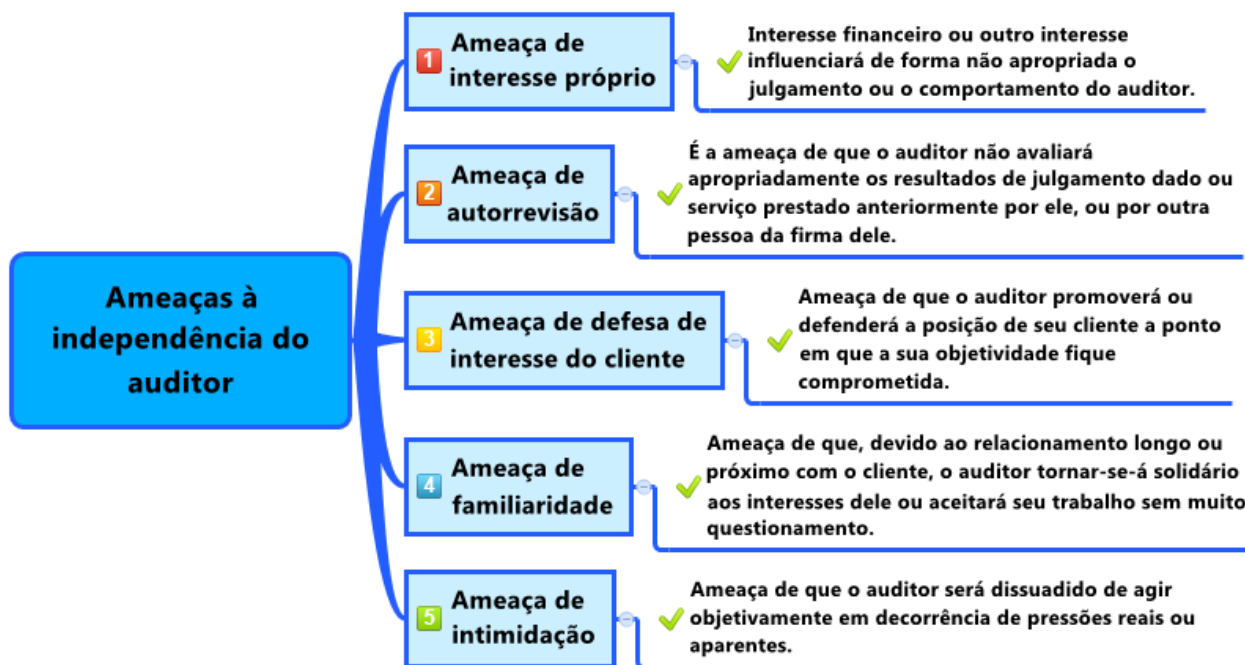 Ameaças à
independência do
auditor
1
Ameaça de
interesse próprio
Interesse financeiro ou outro interesse
influenciará de forma não apropriada o
julgamento ou o comportamento do auditor.
2
Ameaça de
autorrevisão
É a ameaça de que o auditor não avaliará
apropriadamente os resultados de julgamento dado ou
serviço prestado anteriormente por ele, ou por outra
pessoa da firma dele.
3
Ameaça de defesa de
interesse do cliente
Ameaça de que o auditor promoverá ou
defenderá a posição de seu cliente a ponto
em que a sua objetividade fique
comprometida.
4
Ameaça de
familiaridade
Ameaça de que, devido ao relacionamento longo ou
próximo com o cliente, o auditor tornar-se-á solidário
aos interesses dele ou aceitará seu trabalho sem muito
questionamento.
5
Ameaça de
intimidação
Ameaça de que o auditor será dissuadido de agir
objetivamente em decorrência de pressões reais ou
aparentes.